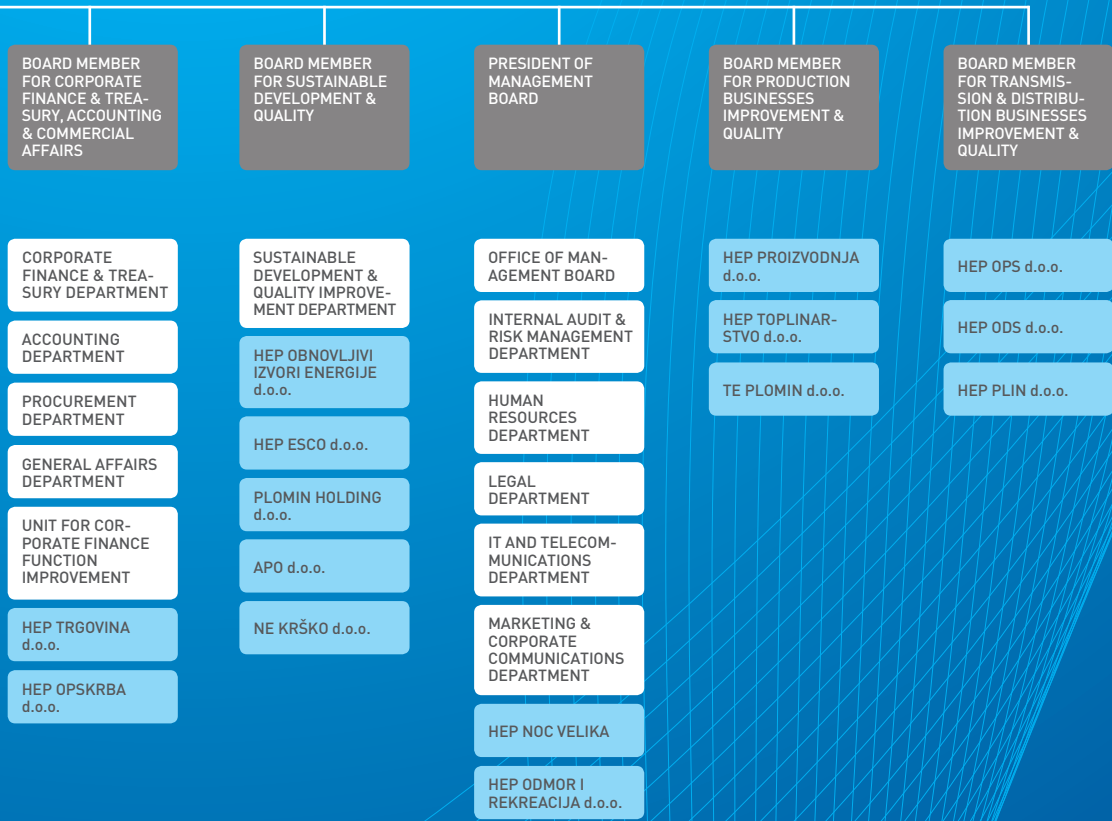 BOARD MEMBER
FOR CORPORATE
FINANCE & TREA-
SURY, ACCOUNTING
& COMMERCIAL
AFFAIRS
CORPORATE
FINANCE & TREA-
SURY DEPARTMENT
ACCOUNTING
DEPARTMENT
PROCUREMENT
DEPARTMENT
GENERAL AFFAIRS
DEPARTMENT
UNIT FOR COR-
PORATE FINANCE
FUNCTION
IMPROVEMENT
HEP TRGOVINA
d.o.o.
HEP OPSKRBA
d.o.o.
BOARD MEMBER
FOR SUSTAINABLE
DEVELOPMENT &
QUALITY
SUSTAINABLE
DEVELOPMENT &
QUALITY IMPROVE-
MENT DEPARTMENT
HEP OBNOVLJIVI
IZVORI ENERGIJE
d.o.o.
HEP ESCO d.o.o.
PLOMIN HOLDING
d.o.o.
APO d.o.o.
NE KRŠKO d.o.o.
PRESIDENT OF
MANAGEMENT
BOARD
OFFICE OF MAN-
AGEMENT BOARD
INTERNAL AUDIT &
RISK MANAGEMENT
DEPARTMENT
HUMAN
RESOURCES
DEPARTMENT
LEGAL
DEPARTMENT
IT AND TELECOM-
MUNICATIONS
DEPARTMENT
MARKETING &
CORPORATE
COMMUNICATIONS
DEPARTMENT
HEP NOC VELIKA
HEP ODMOR I
REKREACIJA d.o.o.
BOARD MEMBER
FOR PRODUCTION
BUSINESSES
IMPROVEMENT &
QUALITY
HEP PROIZVODNJA
d.o.o.
HEP TOPLINAR-
STVO d.o.o.
TE PLOMIN d.o.o.
BOARD MEMBER
FOR TRANSMIS-
SION & DISTRIBU-
TION BUSINESSES
IMPROVEMENT &
QUALITY
HEP OPS d.o.o.
HEP ODS d.o.o.
HEP PLIN d.o.o.